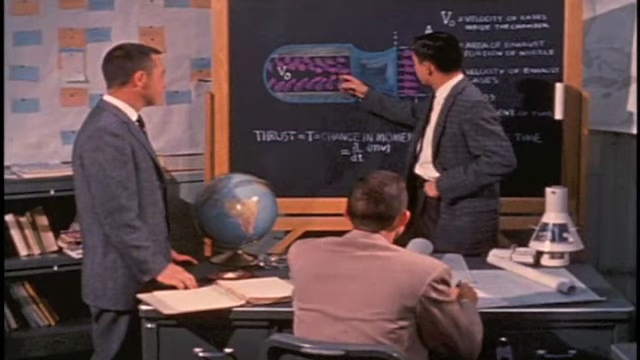 V₀ = VELOCITY OF GASES
INSIDE THE CHAMBER
A
AREA OF EXHAUST
PORTION OF NOZZLE
VELOCITY OF EXHAUST
GASES
V₀
THRUST = T = CHANGE IN
TIME
= d/dt (mv)